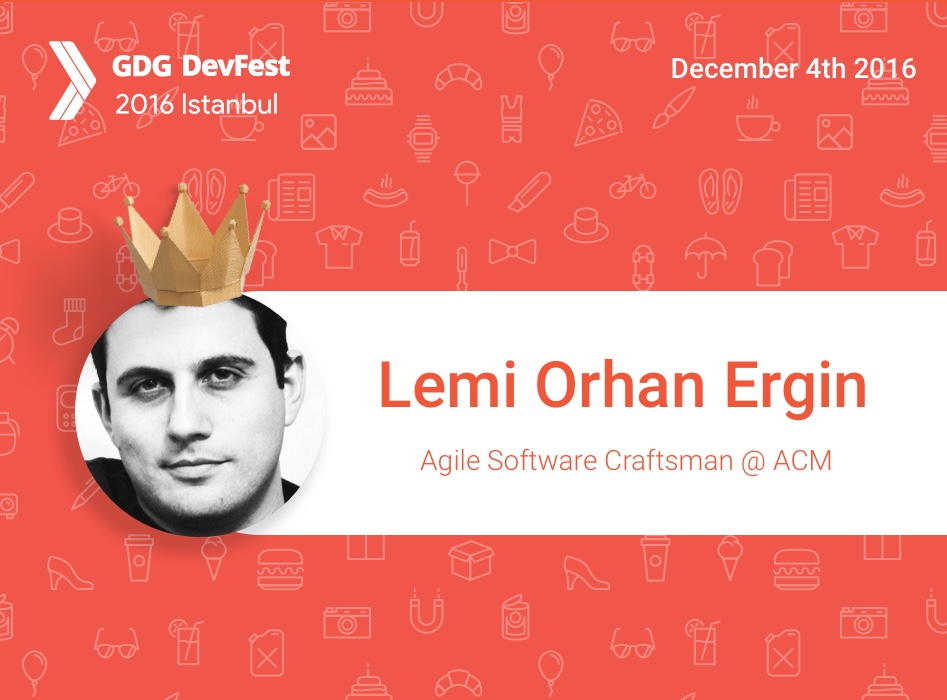 GDG DevFest
2016 Istanbul
December 4th 2016
Lemi Orhan Ergin
Agile Software Craftsman @ ACM